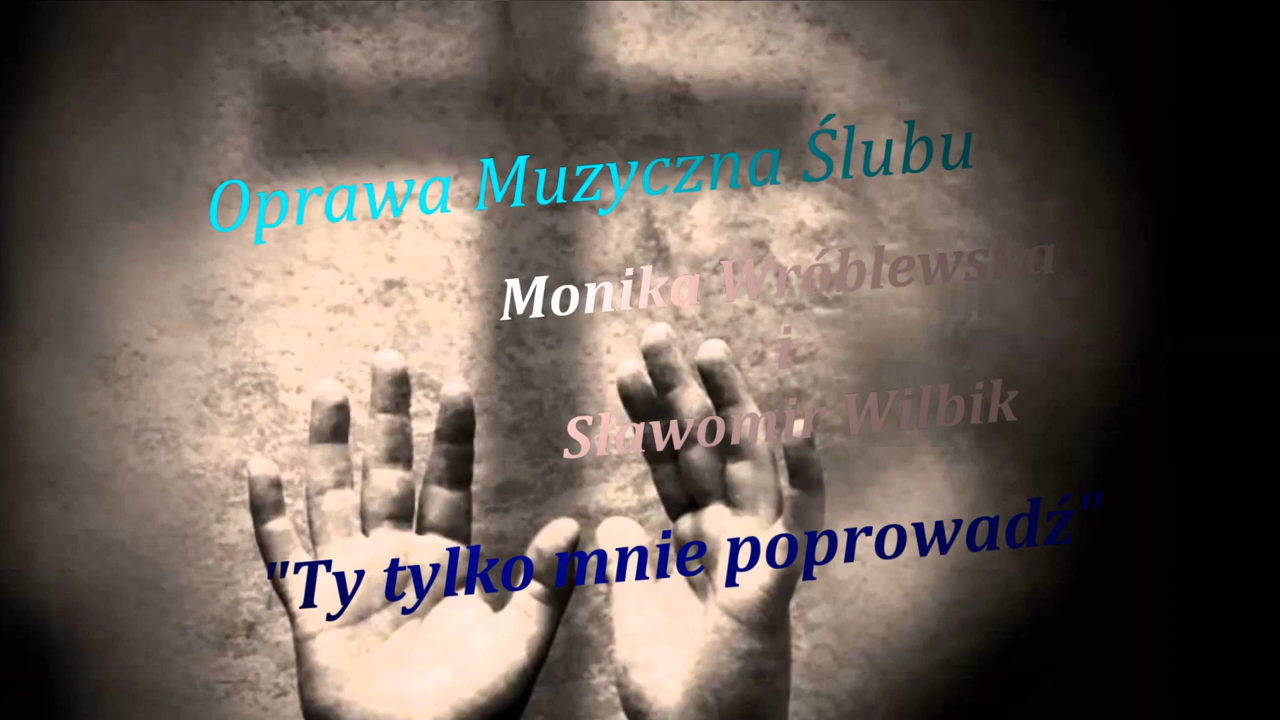 Oprawa Muzyczna Ślubu
Monika Wróblewska
i
Sławomir Wilbik
"Ty tylko mnie poprowadź"